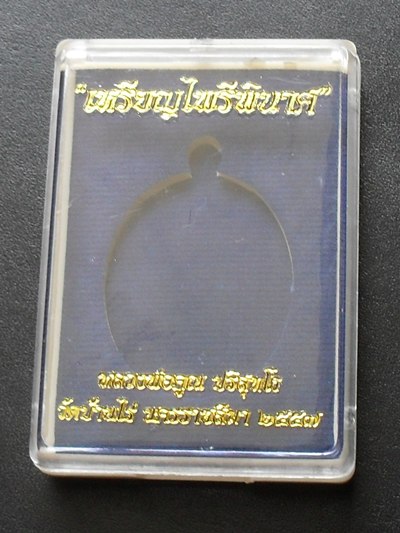 "เหรียญไพรีพินาศ"
หลวงพ่อคูณ ปริสุทโธ
วัดบ้านไร่ นครราชสีมา ๒๕๕๗